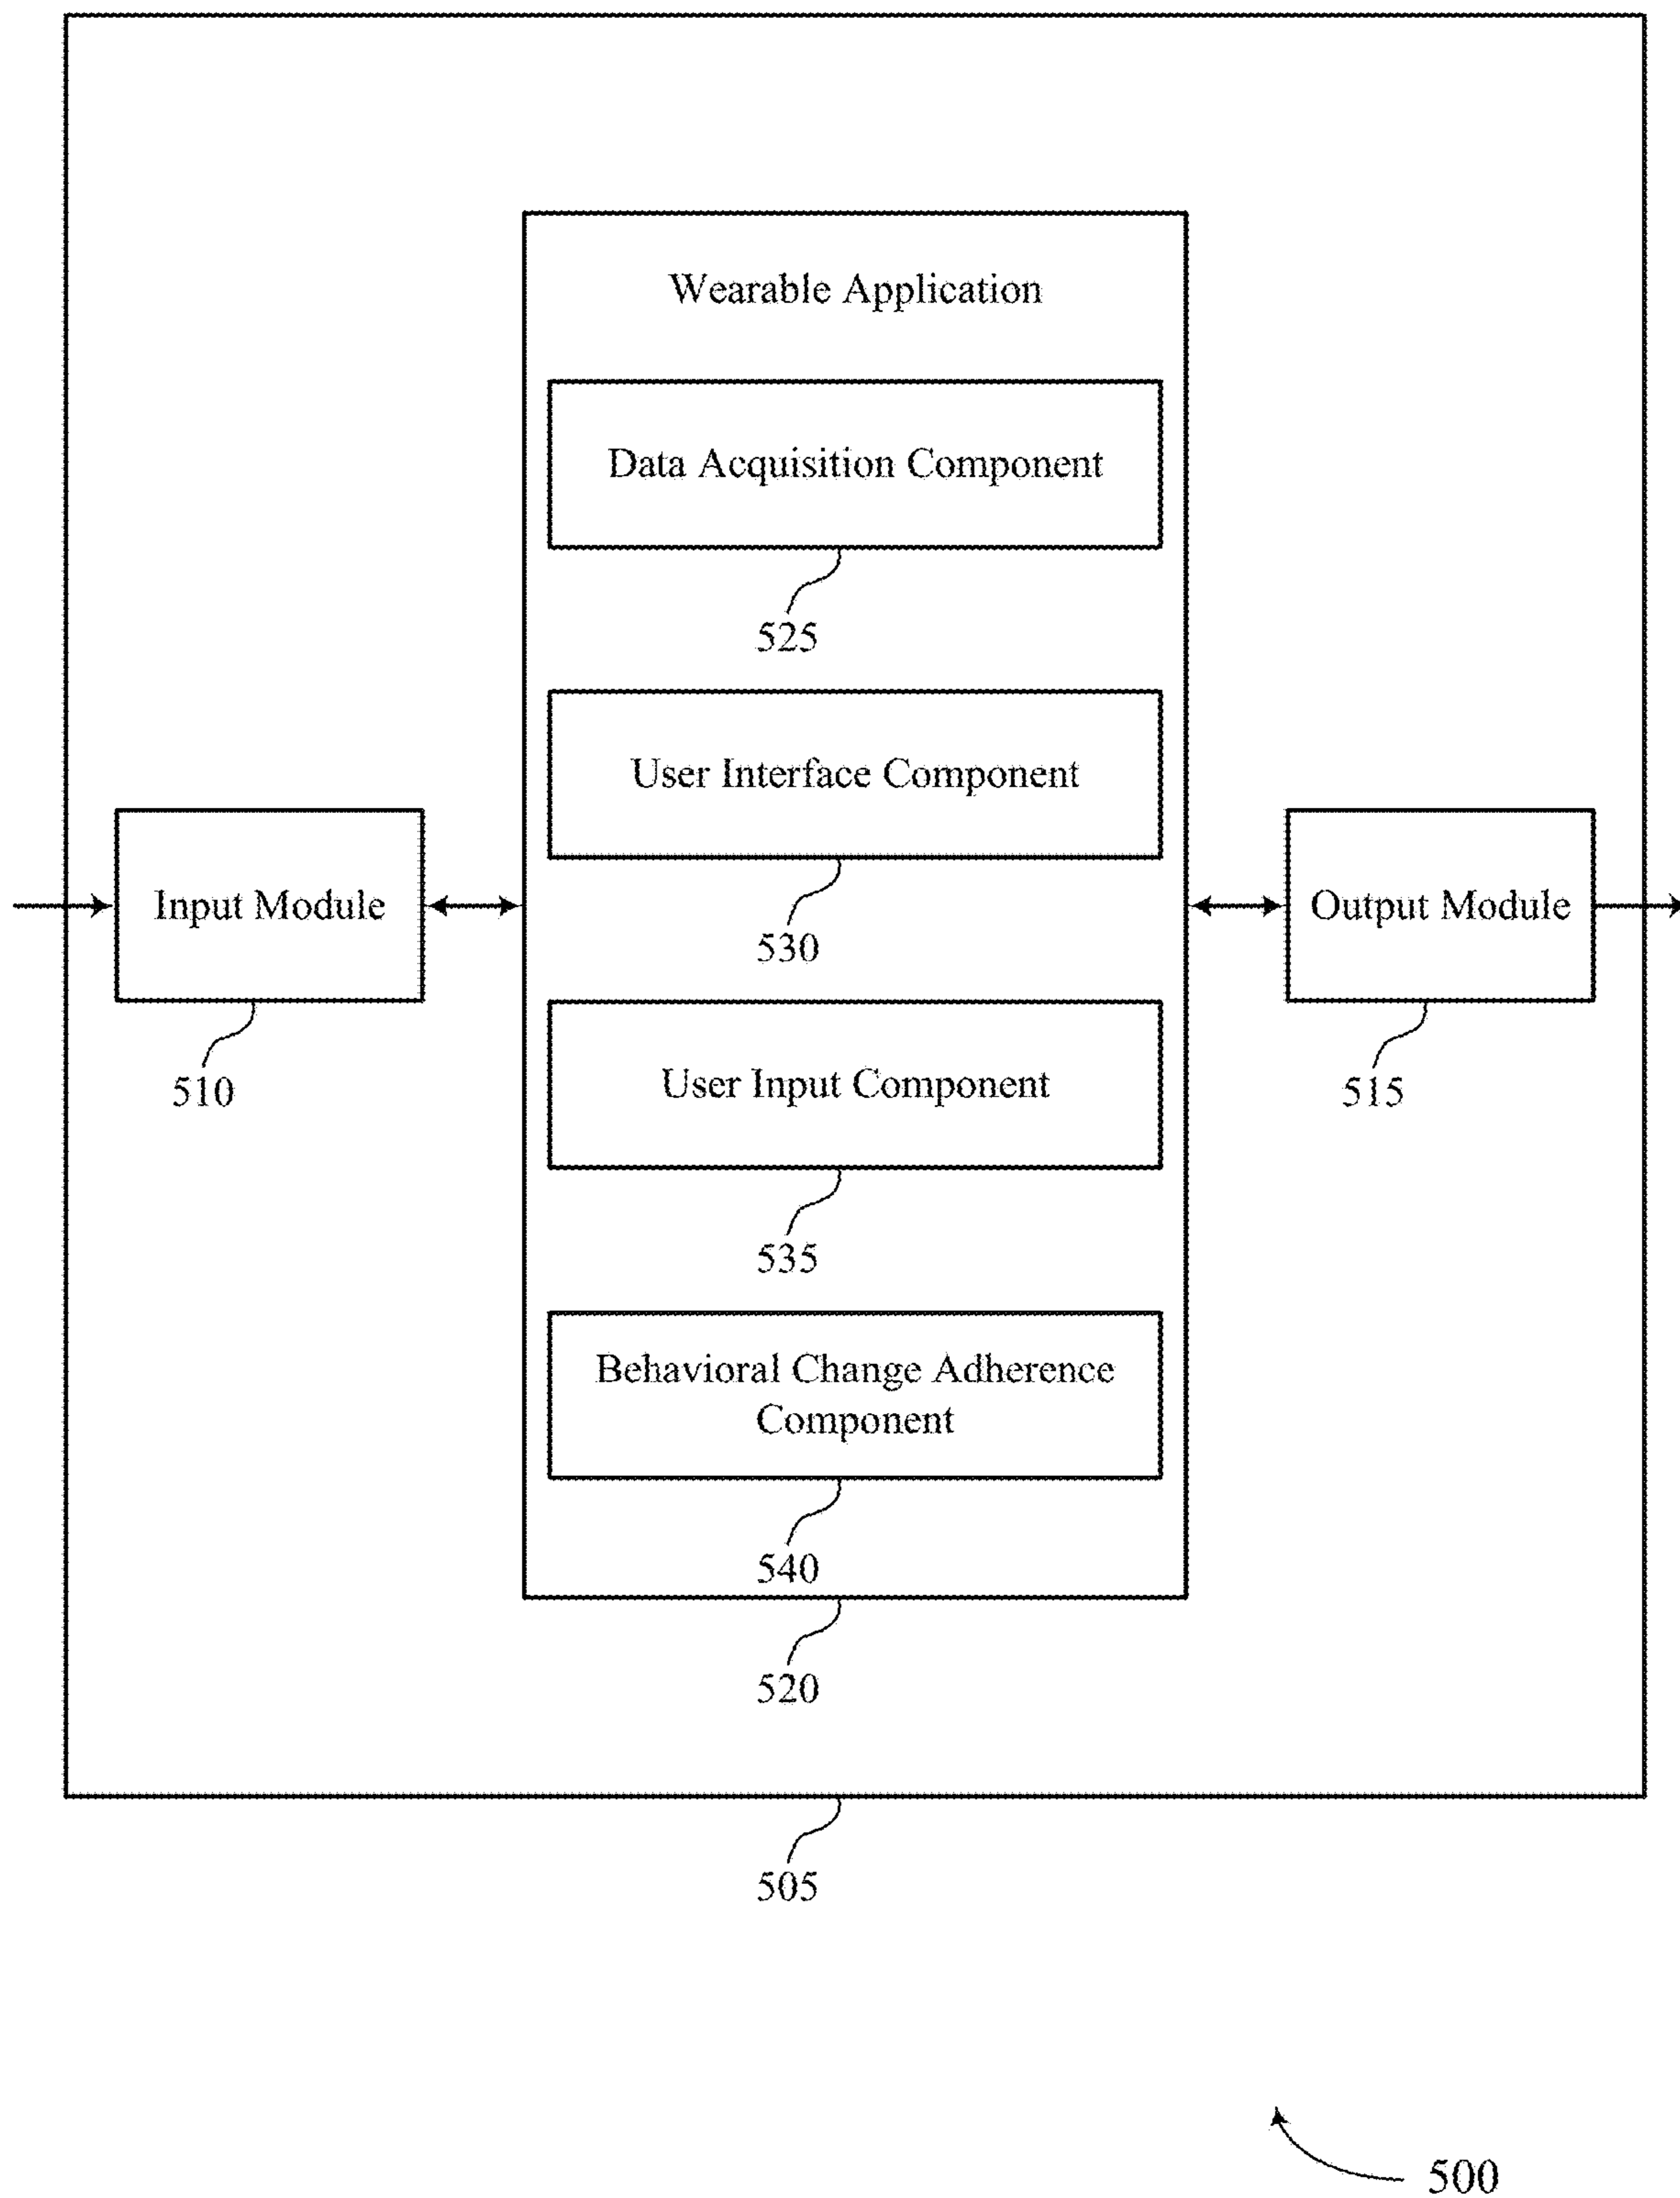 Wearable Application
Data Acquisition Component
525
User Interface Component
530
Input Module
510
Output Module
515
User Input Component
535
Behavioral Change Adherence
Component
540
520
505
500